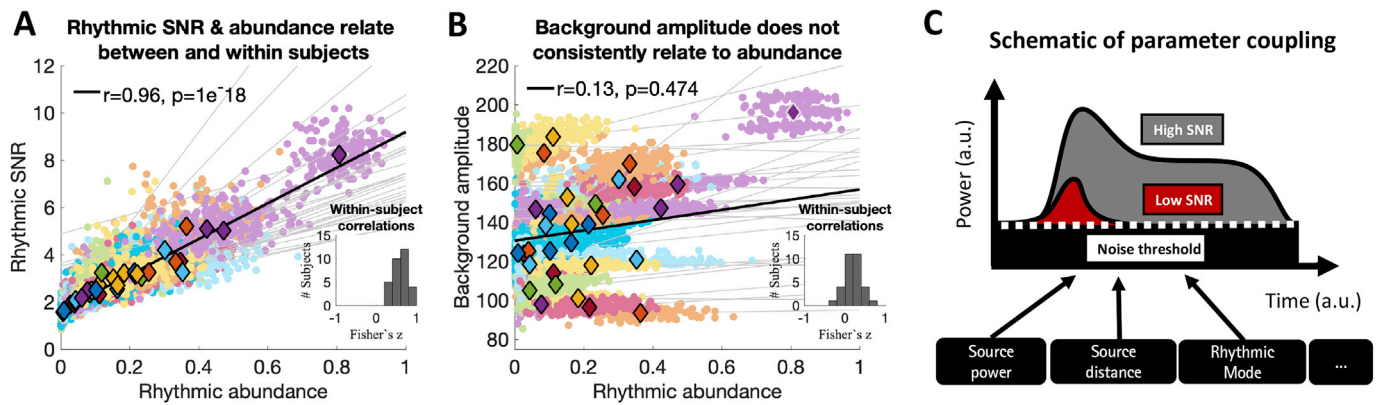 A
Rhythmic SNR & abundance relate
between and within subjects
r=0.96, p=1e-18
12
10
8
6
4
2
0
Rhythmic SNR
0
0.2
0.4
0.6
0.8
1
Rhythmic abundance
Within-subject
correlations
15
10
5
0
# Subjects
-1
0
1
Fisher`s z
B
Background amplitude does not
consistently relate to abundance
r=0.13, p=0.474
220
200
180
160
140
120
100
80
Background amplitude
0
0.2
0.4
0.6
0.8
1
Rhythmic abundance
Within-subject
correlations
15
10
5
0
# Subjects
-1
0
1
Fisher`s z
C
Schematic of parameter coupling
Power (a.u.)
High SNR
Low SNR
Noise threshold
Time (a.u.)
Source
power
Source
distance
Rhythmic
Mode
...